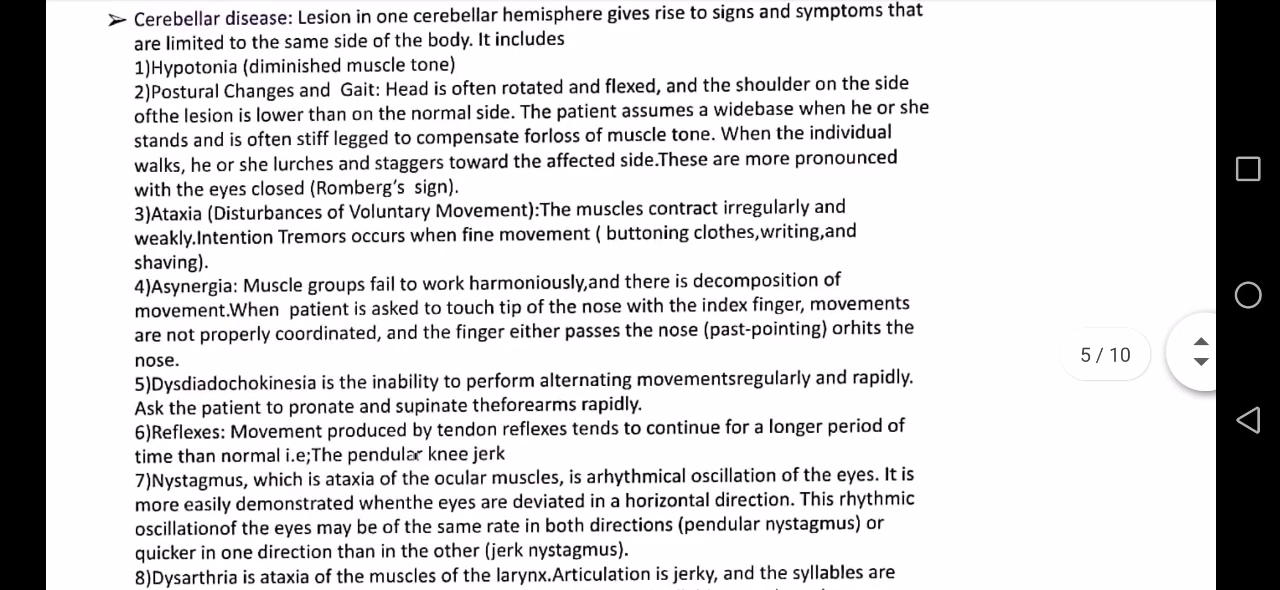 ➢ Cerebellar disease: Lesion in one cerebellar hemisphere gives rise to signs and symptoms that
are limited to the same side of the body. It includes
1)Hypotonia (diminished muscle tone)
2)Postural Changes and  Gait: Head is often rotated and flexed, and the shoulder on the side
ofthe lesion is lower than on the normal side. The patient assumes a widebase when he or she
stands and is often stiff legged to compensate forloss of muscle tone. When the individual
walks, he or she lurches and staggers toward the affected side.These are more pronounced
with the eyes closed (Romberg’s  sign).
3)Ataxia (Disturbances of Voluntary Movement):The muscles contract irregularly and
weakly.Intention Tremors occurs when fine movement ( buttoning clothes,writing,and
shaving).
4)Asynergia: Muscle groups fail to work harmoniously,and there is decomposition of
movement.When  patient is asked to touch tip of the nose with the index finger, movements
are not properly coordinated, and the finger either passes the nose (past-pointing) orhits the
nose.
5 / 10
5)Dysdiadochokinesia is the inability to perform alternating movementsregularly and rapidly.
Ask the patient to pronate and supinate theforearms rapidly.
6)Reflexes: Movement produced by tendon reflexes tends to continue for a longer period of
time than normal i.e;The pendular knee jerk
7)Nystagmus, which is ataxia of the ocular muscles, is arhythmical oscillation of the eyes. It is
more easily demonstrated whenthe eyes are deviated in a horizontal direction. This rhythmic
oscillationof the eyes may be of the same rate in both directions (pendular nystagmus) or
quicker in one direction than in the other (jerk nystagmus).
8)Dysarthria is ataxia of the muscles of the larynx.Articulation is jerky, and the syllables are